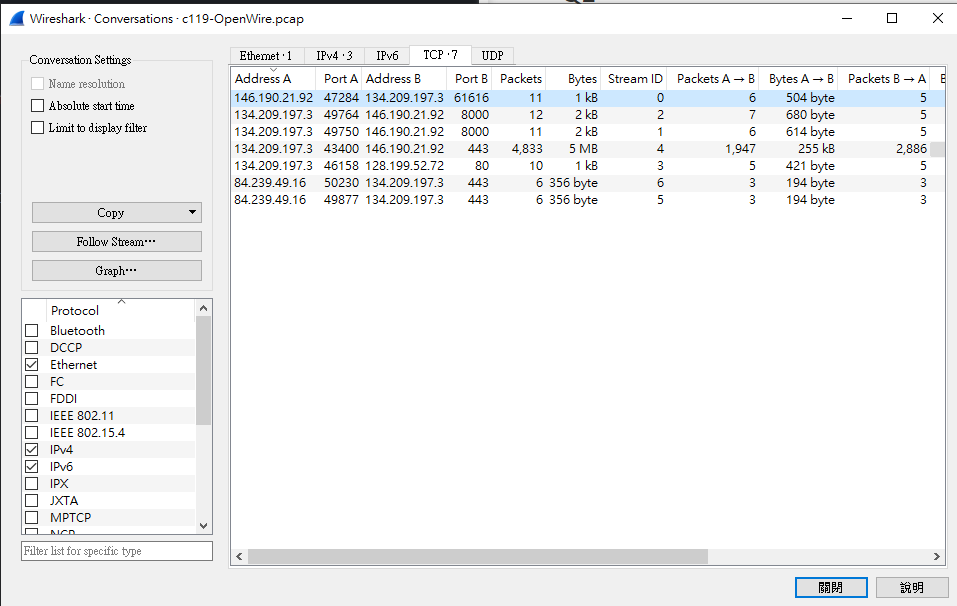 Wireshark · Conversations · c119-OpenWire.pcap
Conversation Settings
Name resolution
Absolute start time
Limit to display filter
Copy
Follow Stream···
Graph···
Protocol
Bluetooth
DCCP
Ethernet
FC
FDDI
IEEE 802.11
IEEE 802.15.4
IPv4
IPv6
IPX
JXTA
MPTCP
NCP
Filter list for specific type
Ethernet · 1 IPv4 · 3 IPv6 TCP · 7 UDP
Address A Port A Address B Port B Packets Bytes Stream ID Packets A → B Bytes A → B Packets B → A
146.190.21.92 47284 134.209.197.3 61616 11 1 kB 0 6 504 byte 5
134.209.197.3 49764 146.190.21.92 8000 12 2 kB 2 7 680 byte 5
134.209.197.3 49750 146.190.21.92 8000 11 2 kB 1 6 614 byte 5
134.209.197.3 43400 146.190.21.92 443 4,833 5 MB 4 1,947 255 kB 2,886
134.209.197.3 46158 128.199.52.72 80 10 1 kB 3 5 421 byte 5
84.239.49.16 50230 134.209.197.3 443 6 356 byte 6 3 194 byte 3
84.239.49.16 49877 134.209.197.3 443 6 356 byte 5 3 194 byte 3
關閉 說明